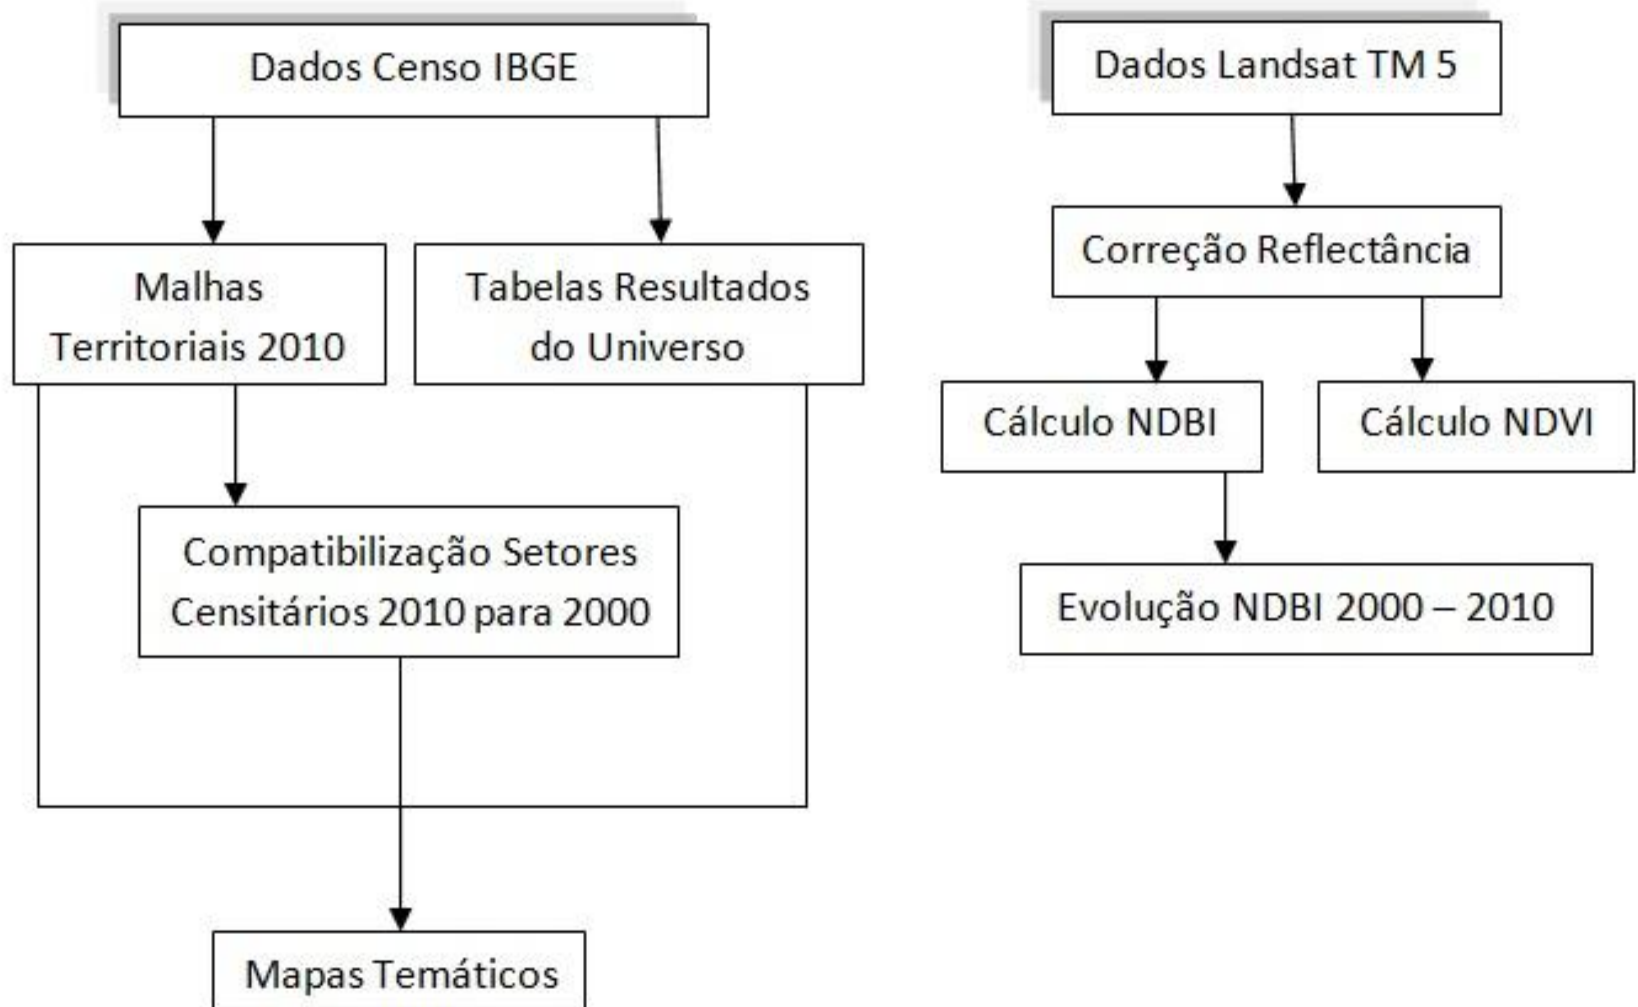 Dados Censo IBGE
Malhas
Territoriais 2010
Tabelas Resultados
do Universo
Compatibilização Setores
Censitários 2010 para 2000
Mapas Temáticos
Dados Landsat TM 5
Correção Reflectância
Cálculo NDBI
Cálculo NDVI
Evolução NDBI 2000 – 2010